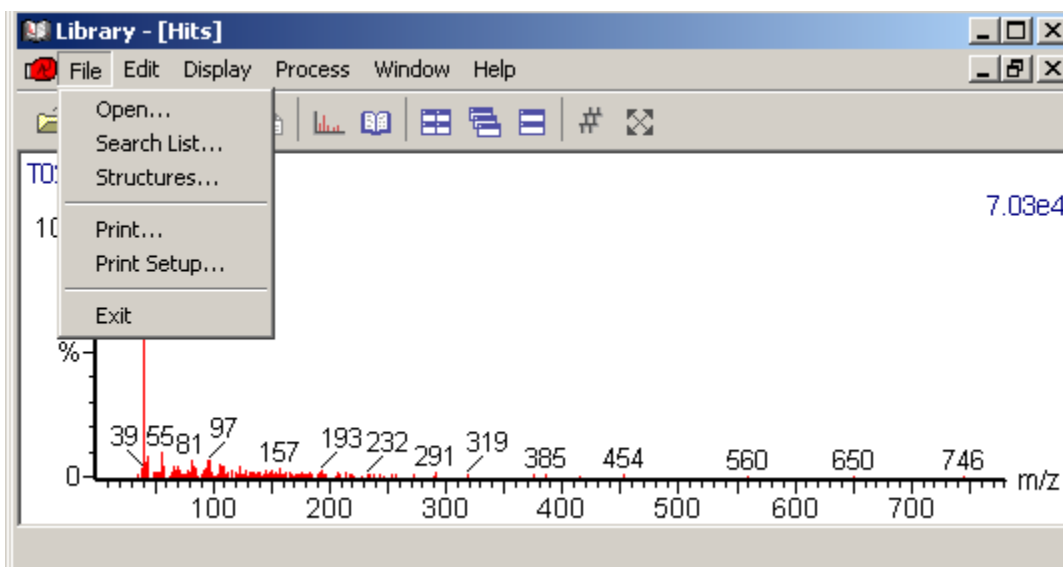 Library - [Hits]
File Edit Display Process Window Help
Open...
Search List...
Structures...
Print...
Print Setup...
Exit
7.03e4
%
39 55 81 97 157 193 232 291 319 385 454 560 650 746
0
m/z
100 200 300 400 500 600 700